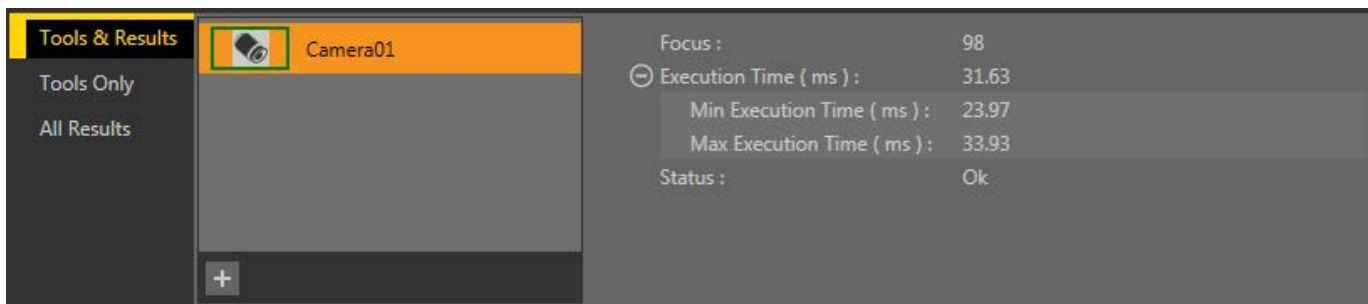 Tools & Results
Tools Only
All Results
Camera01
+
Focus : 98
Execution Time ( ms ) : 31.63
Min Execution Time ( ms ) : 23.97
Max Execution Time ( ms ) : 33.93
Status : Ok